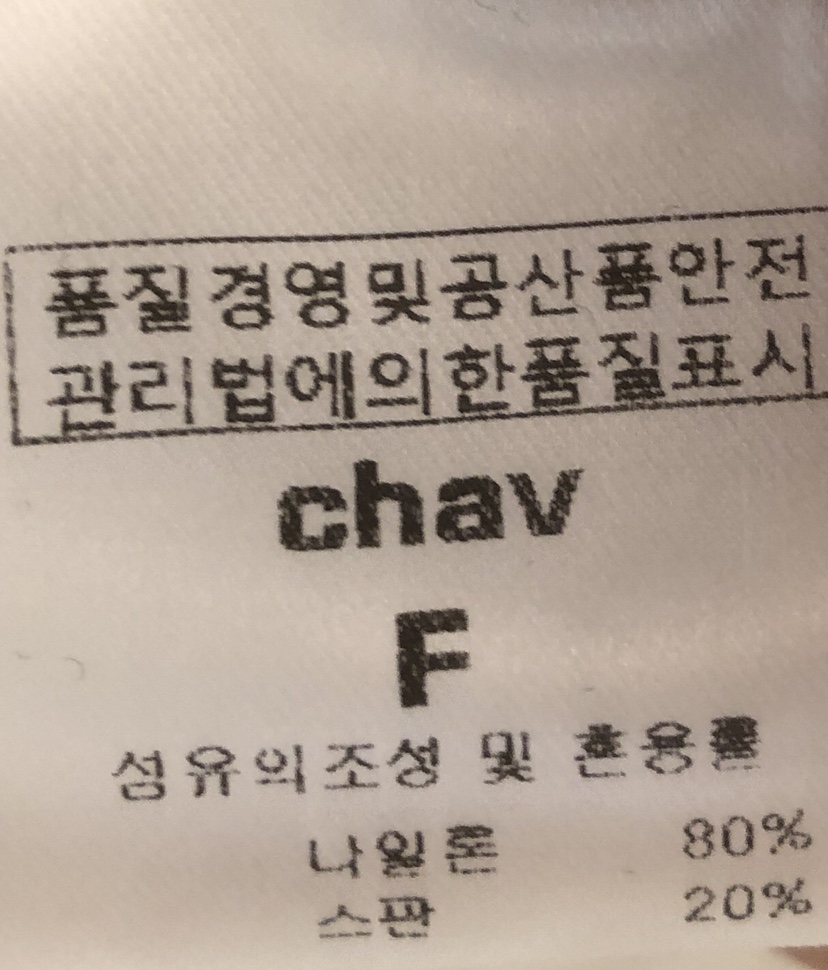 품질경영및공산품안전
관리법에의한품질표시
chav
F
섬유의조성 및 혼용률
나일론 80%
스판 20%